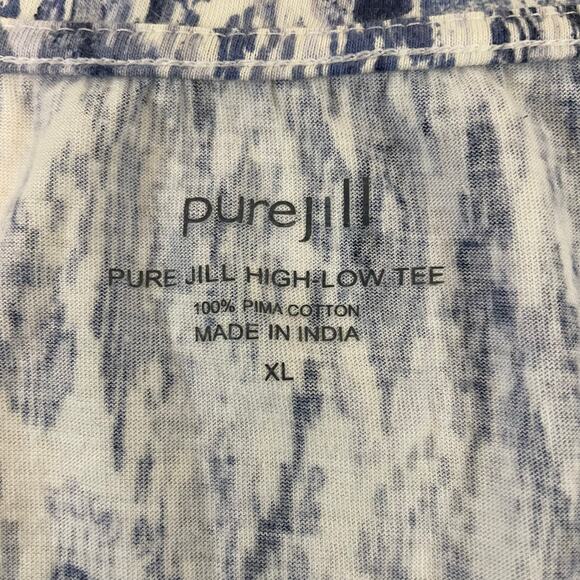 purejill
PURE JILL HIGH-LOW TEE
100% PIMA COTTON
MADE IN INDIA
XL